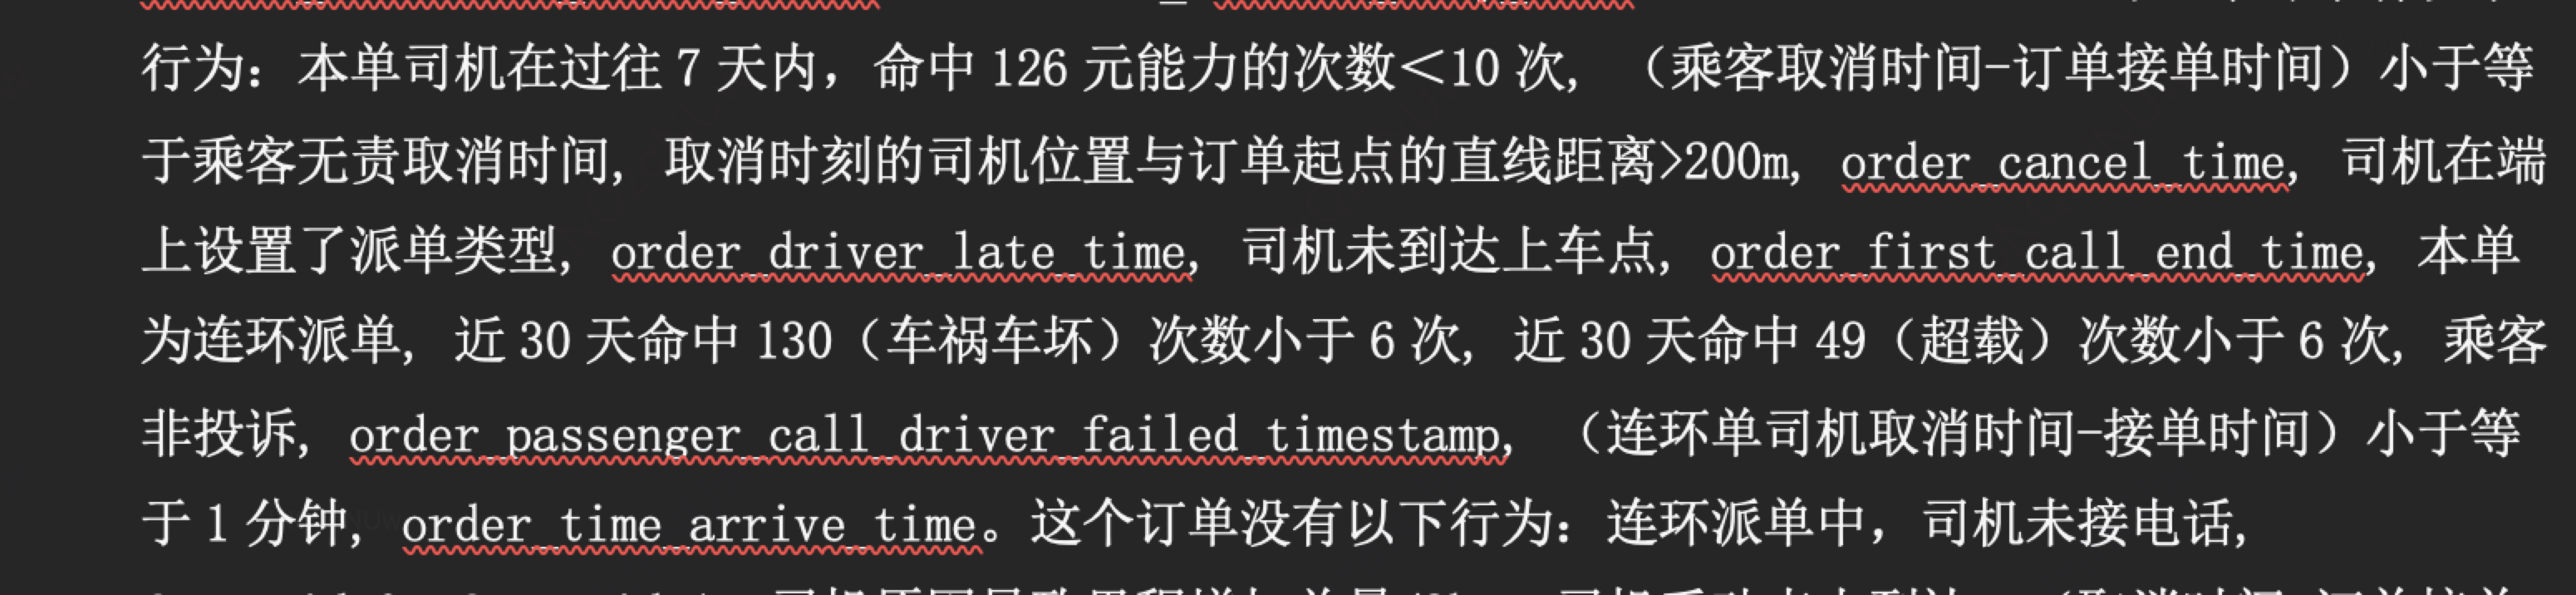 行为：本单司机在过往 7 天内，命中 126 元能力的次数＜10 次, （乘客取消时间-订单接单时间）小于等
于乘客无责取消时间, 取消时刻的司机位置与订单起点的直线距离>200m, order_cancel_time, 司机在端
上设置了派单类型, order_driver_late_time, 司机未到达上车点, order_first_call_end_time, 本单
为连环派单, 近 30 天命中 130（车祸车坏）次数小于 6 次, 近 30 天命中 49（超载）次数小于 6 次, 乘客
非投诉, order_passenger_call_driver_failed_timestamp, （连环单司机取消时间-接单时间）小于等
于 1 分钟, order_time_arrive_time。这个订单没有以下行为：连环派单中，司机未接电话,